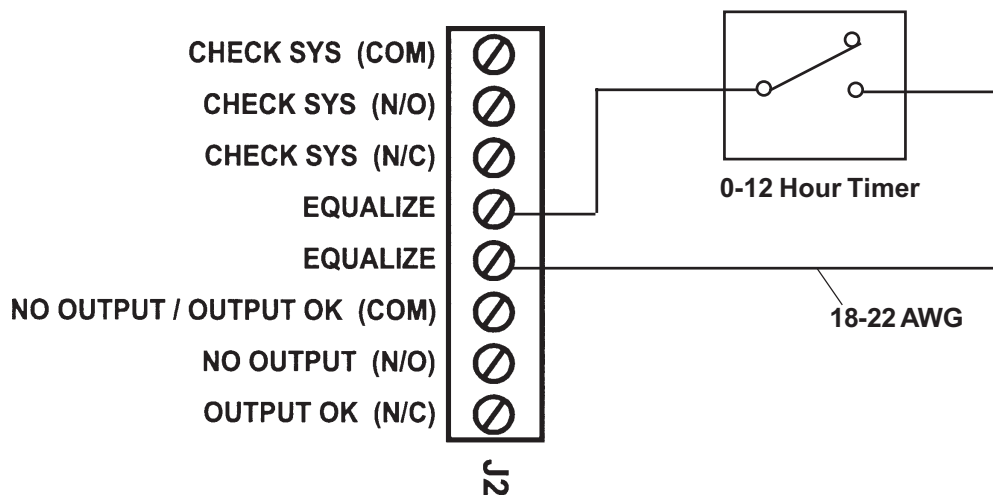 CHECK SYS (COM)
CHECK SYS (N/O)
CHECK SYS (N/C)
EQUALIZE
EQUALIZE
NO OUTPUT / OUTPUT OK (COM)
NO OUTPUT (N/O)
OUTPUT OK (N/C)
J2
0-12 Hour Timer
18-22 AWG